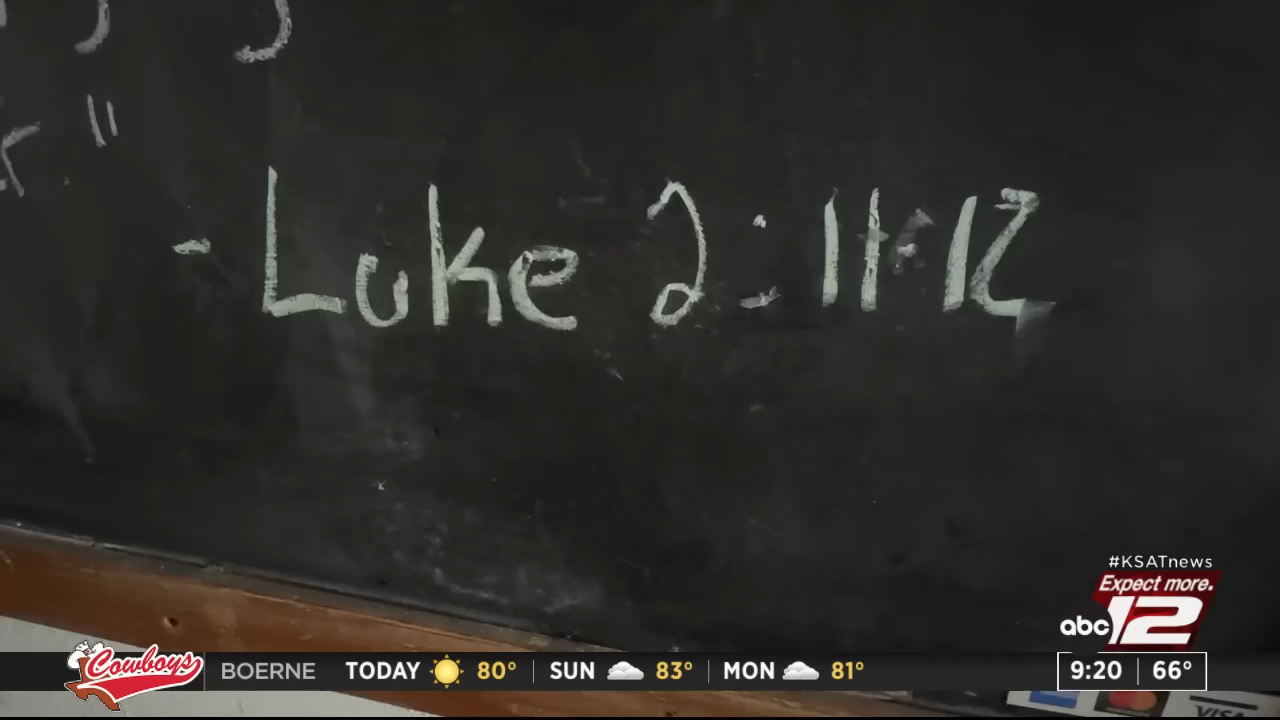 "
- Luke 2:11-12
#KSATnews
Expect more.
abc 12
Cowboys BOERNE TODAY 80° SUN 83° MON 81° 9:20 66°
VISA